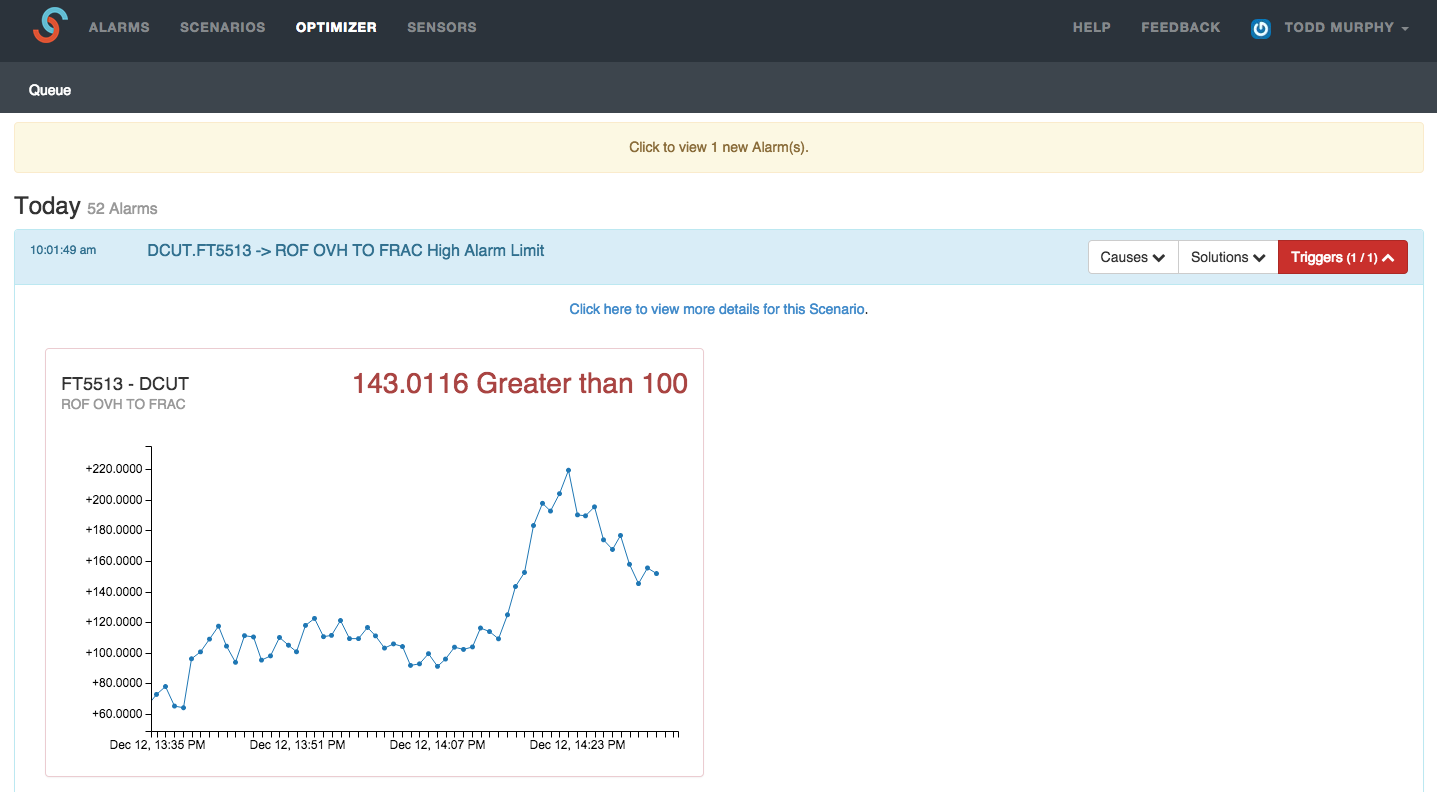 ALARMS SCENARIOS OPTIMIZER SENSORS HELP FEEDBACK TODD MURPHY
Queue
Click to view 1 new Alarm(s).
Today 52 Alarms
10:01:49 am DCUT.FT5513 -> ROF OVH TO FRAC High Alarm Limit Causes Solutions Triggers (1 / 1)
Click here to view more details for this Scenario.
FT5513 - DCUT 143.0116 Greater than 100
ROF OVH TO FRAC
+220.0000
+200.0000
+180.0000
+160.0000
+140.0000
+120.0000
+100.0000
+80.0000
+60.0000
Dec 12, 13:35 PM Dec 12, 13:51 PM Dec 12, 14:07 PM Dec 12, 14:23 PM